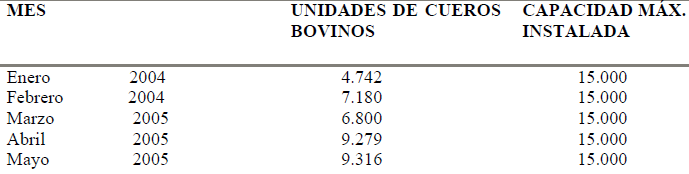 MES UNIDADES DE CUEROS CAPACIDAD MÁX.
BOVINOS INSTALADA
Enero 2004 4.742 15.000
Febrero 2004 7.180 15.000
Marzo 2005 6.800 15.000
Abril 2005 9.279 15.000
Mayo 2005 9.316 15.000